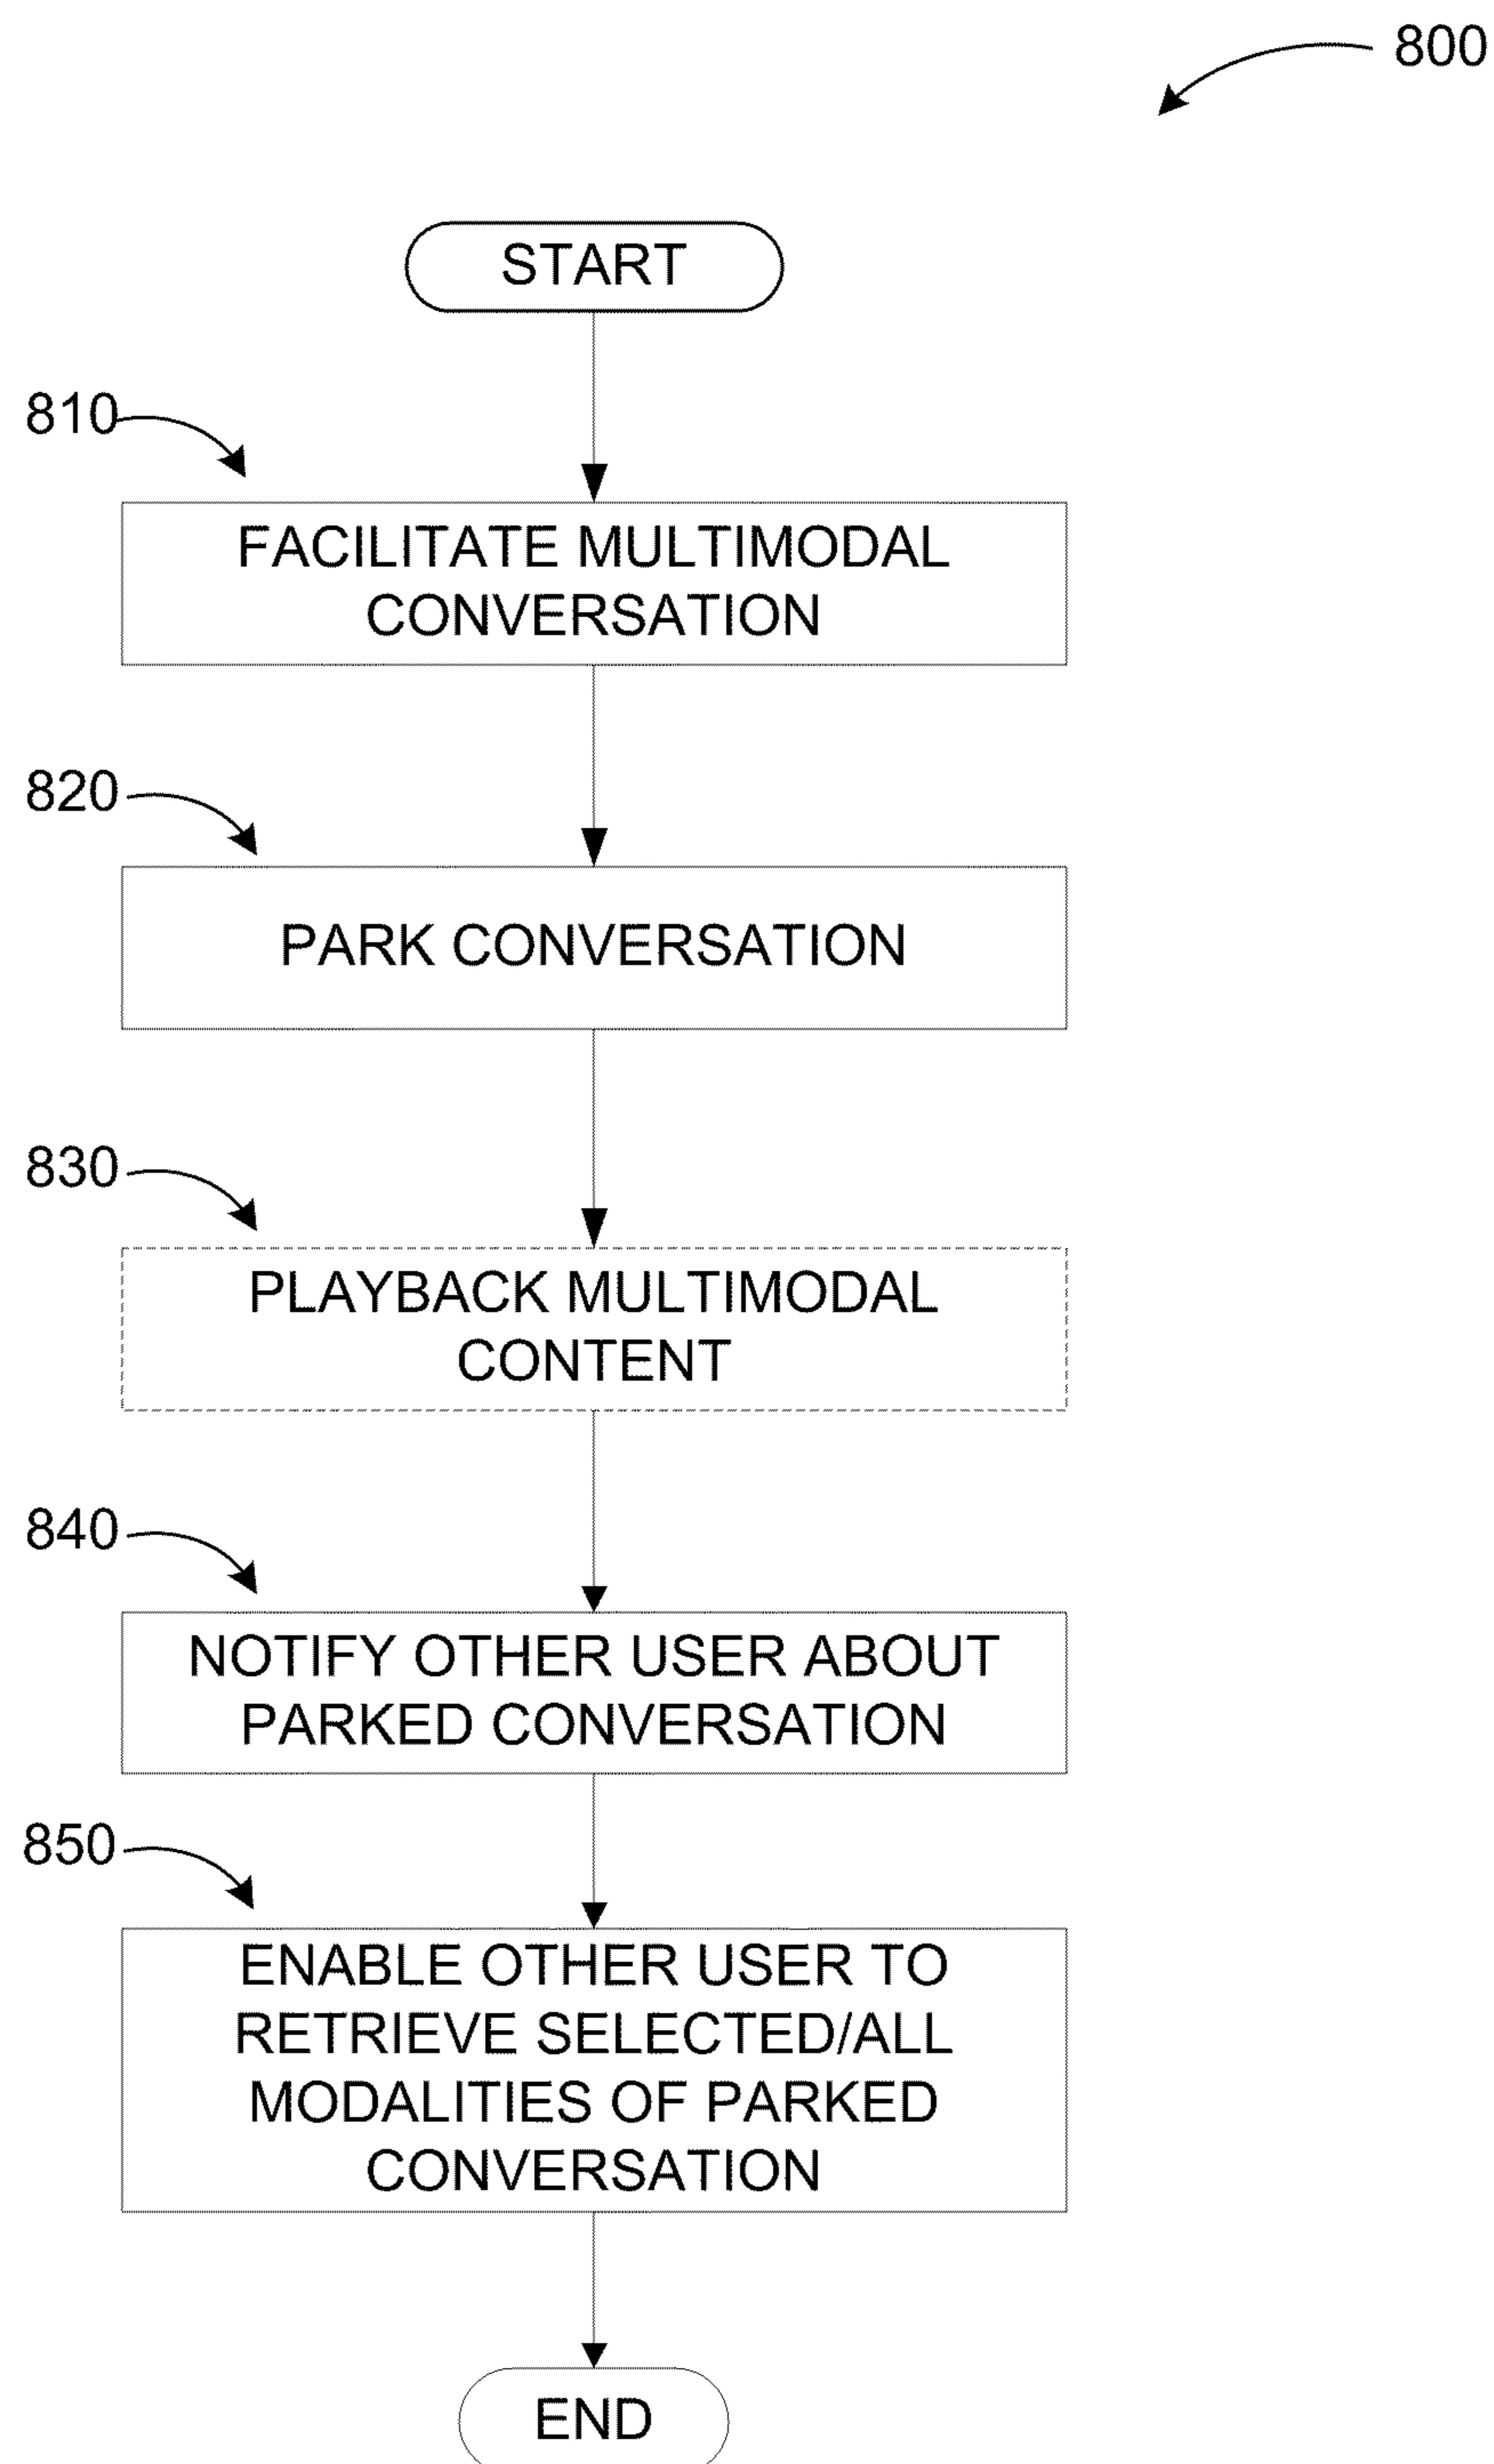 800
START
810
FACILITATE MULTIMODAL
CONVERSATION
820
PARK CONVERSATION
830
PLAYBACK MULTIMODAL
CONTENT
840
NOTIFY OTHER USER ABOUT
PARKED CONVERSATION
850
ENABLE OTHER USER TO
RETRIEVE SELECTED/ALL
MODALITIES OF PARKED
CONVERSATION
END